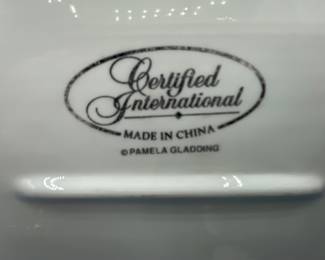 Certified
International
MADE IN CHINA
© PAMELA GLADDING